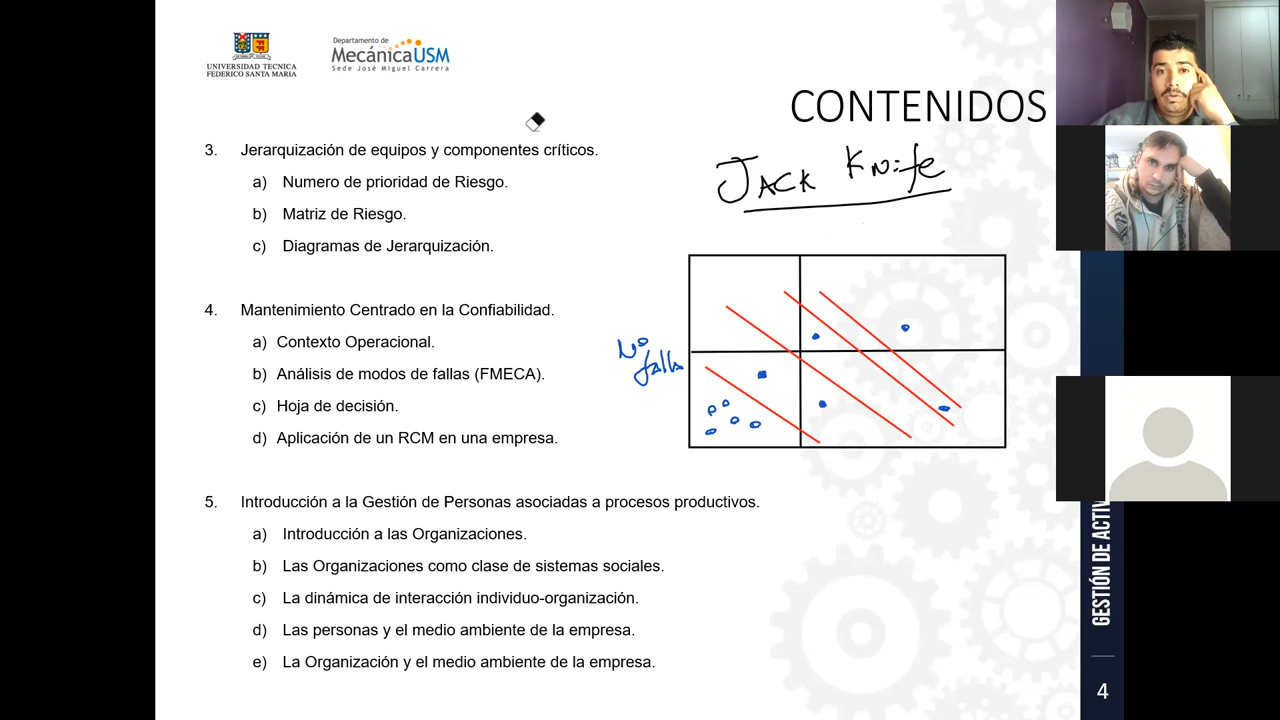 UNIVERSIDAD TECNICA
FEDERICO SANTA MARIA
Departamento de
MecánicaUSM
Sede José Miguel Carrera
CONTENIDOS
3. Jerarquización de equipos y componentes críticos.
a) Numero de prioridad de Riesgo.
b) Matriz de Riesgo.
c) Diagramas de Jerarquización.
JACK KNife
4. Mantenimiento Centrado en la Confiabilidad.
a) Contexto Operacional.
b) Análisis de modos de fallas (FMECA).
c) Hoja de decisión.
d) Aplicación de un RCM en una empresa.
Nº
falla
5. Introducción a la Gestión de Personas asociadas a procesos productivos.
a) Introducción a las Organizaciones.
b) Las Organizaciones como clase de sistemas sociales.
c) La dinámica de interacción individuo-organización.
d) Las personas y el medio ambiente de la empresa.
e) La Organización y el medio ambiente de la empresa.
GESTIÓN DE ACTIV
4